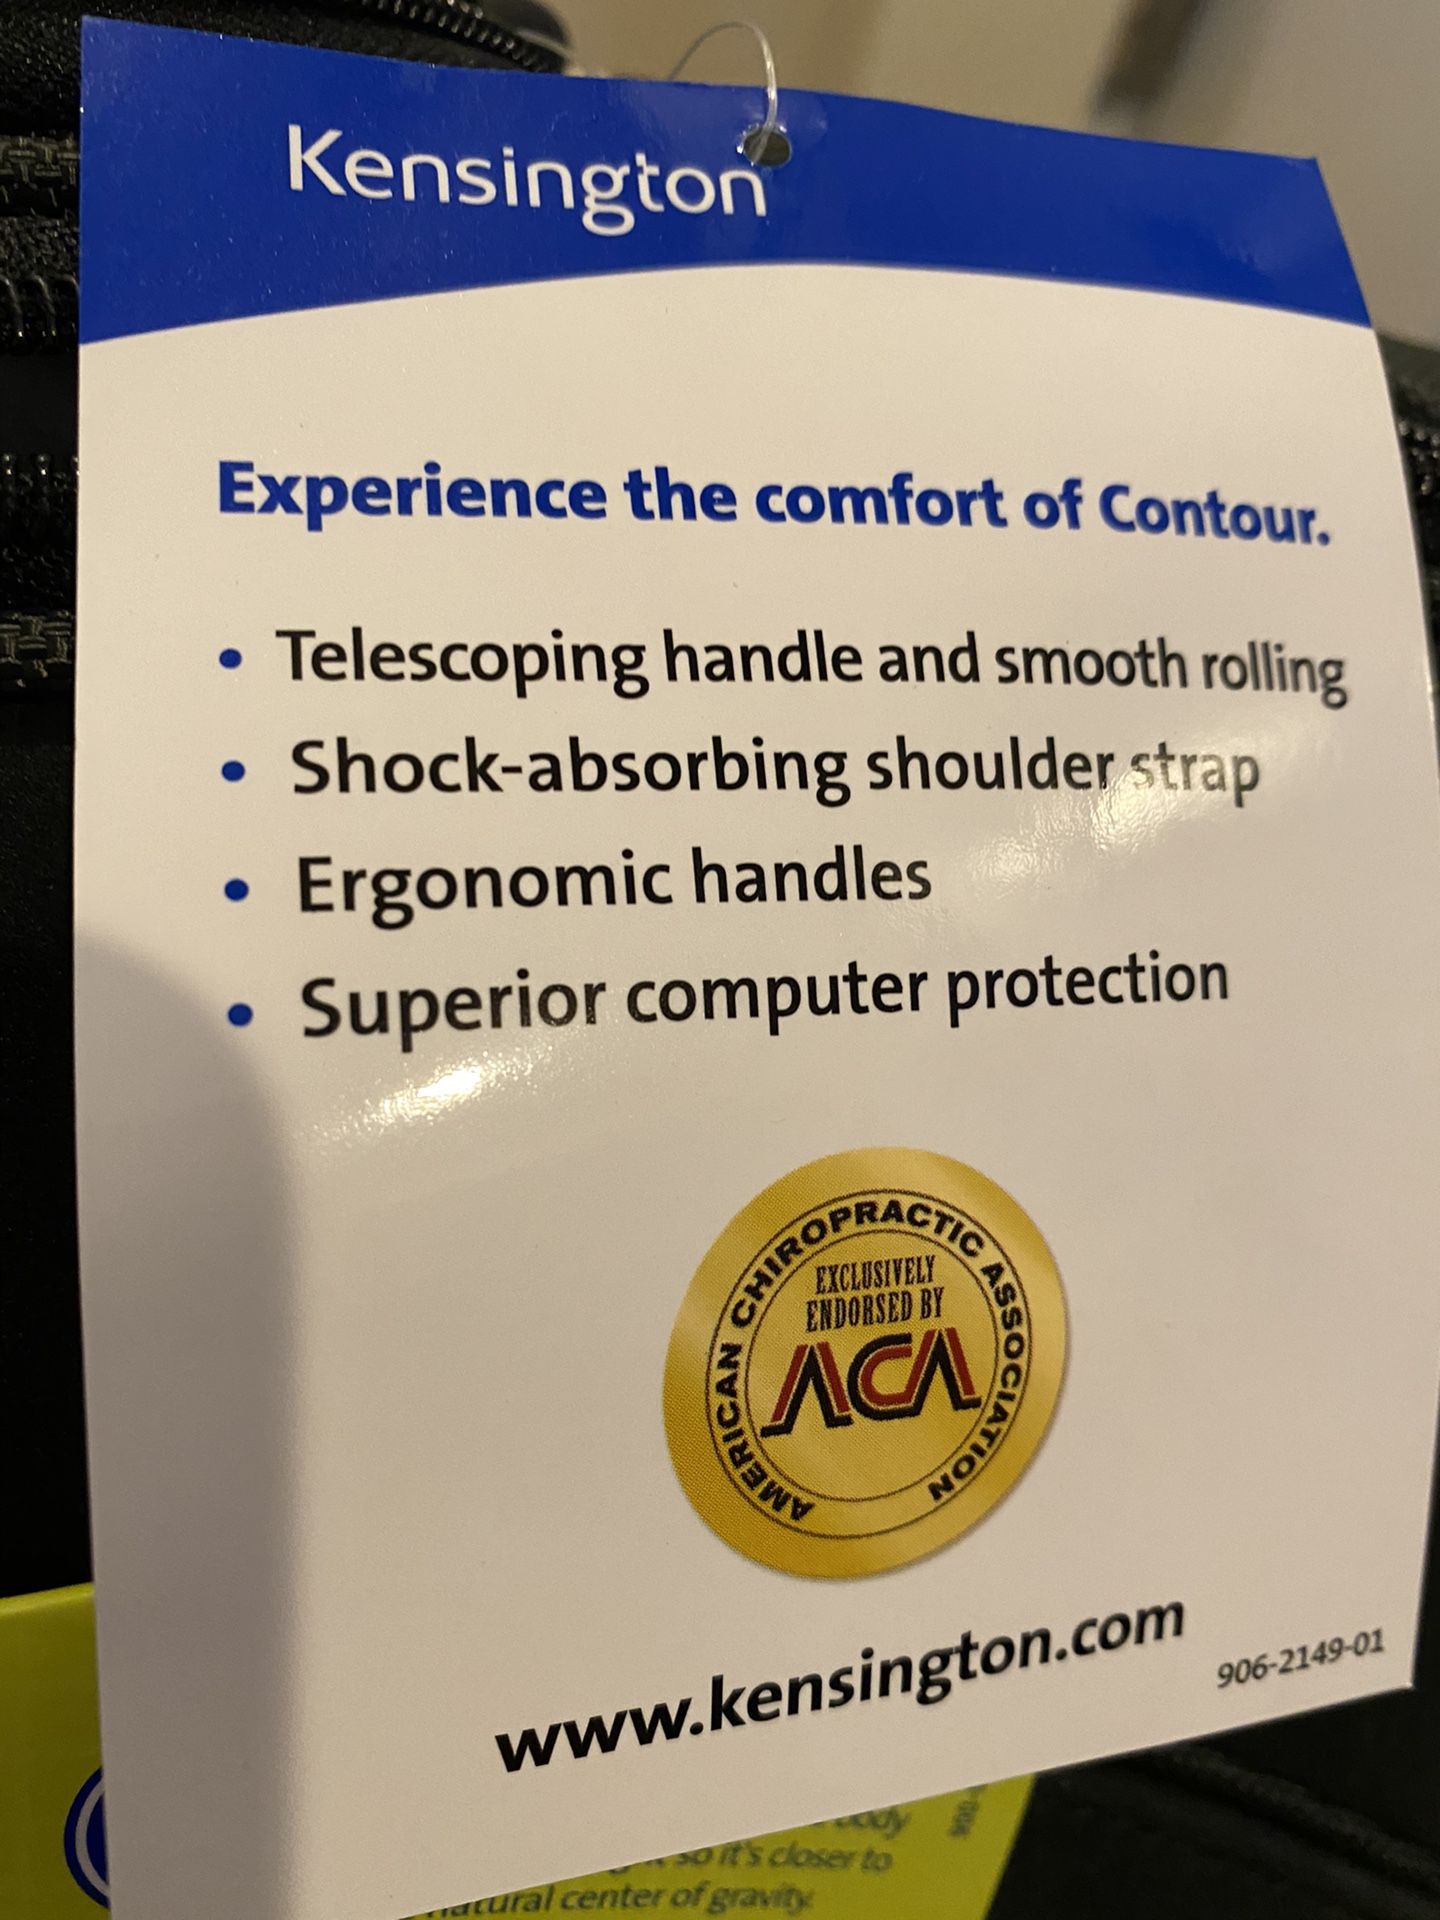 Kensington
Experience the comfort of Contour.
• Telescoping handle and smooth rolling
• Shock-absorbing shoulder strap
• Ergonomic handles
• Superior computer protection
AMERICAN CHIROPRACTIC ASSOCIATION
EXCLUSIVELY
ENDORSED BY
ACA
www.kensington.com
906-2149-01
body
so it's closer to
center of gravity.